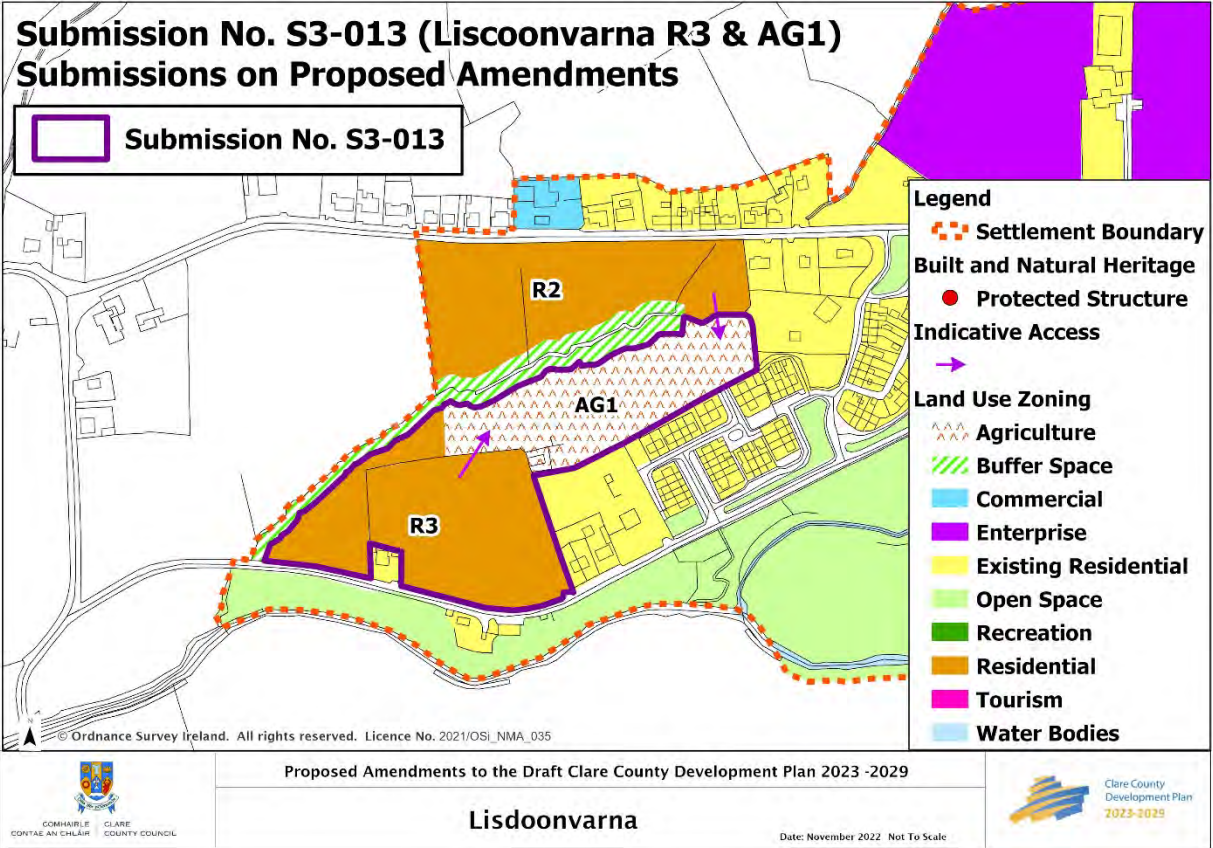 Submission No. S3-013 (Liscoonvarna R3 & AG1)
Submissions on Proposed Amendments
Submission No. S3-013
Legend
Settlement Boundary
Built and Natural Heritage
Protected Structure
Indicative Access
Land Use Zoning
Agriculture
Buffer Space
Commercial
Enterprise
Existing Residential
Open Space
Recreation
Residential
Tourism
Water Bodies
R2
AG1
R3
N
© Ordnance Survey Ireland. All rights reserved. Licence No. 2021/OSi_NMA_035
COMHAIRLE CONTAE AN CHLÁIR
CLARE COUNTY COUNCIL
Proposed Amendments to the Draft Clare County Development Plan 2023 -2029
Lisdoonvarna
Date: November 2022 Not To Scale
Clare County
Development Plan
2023-2029